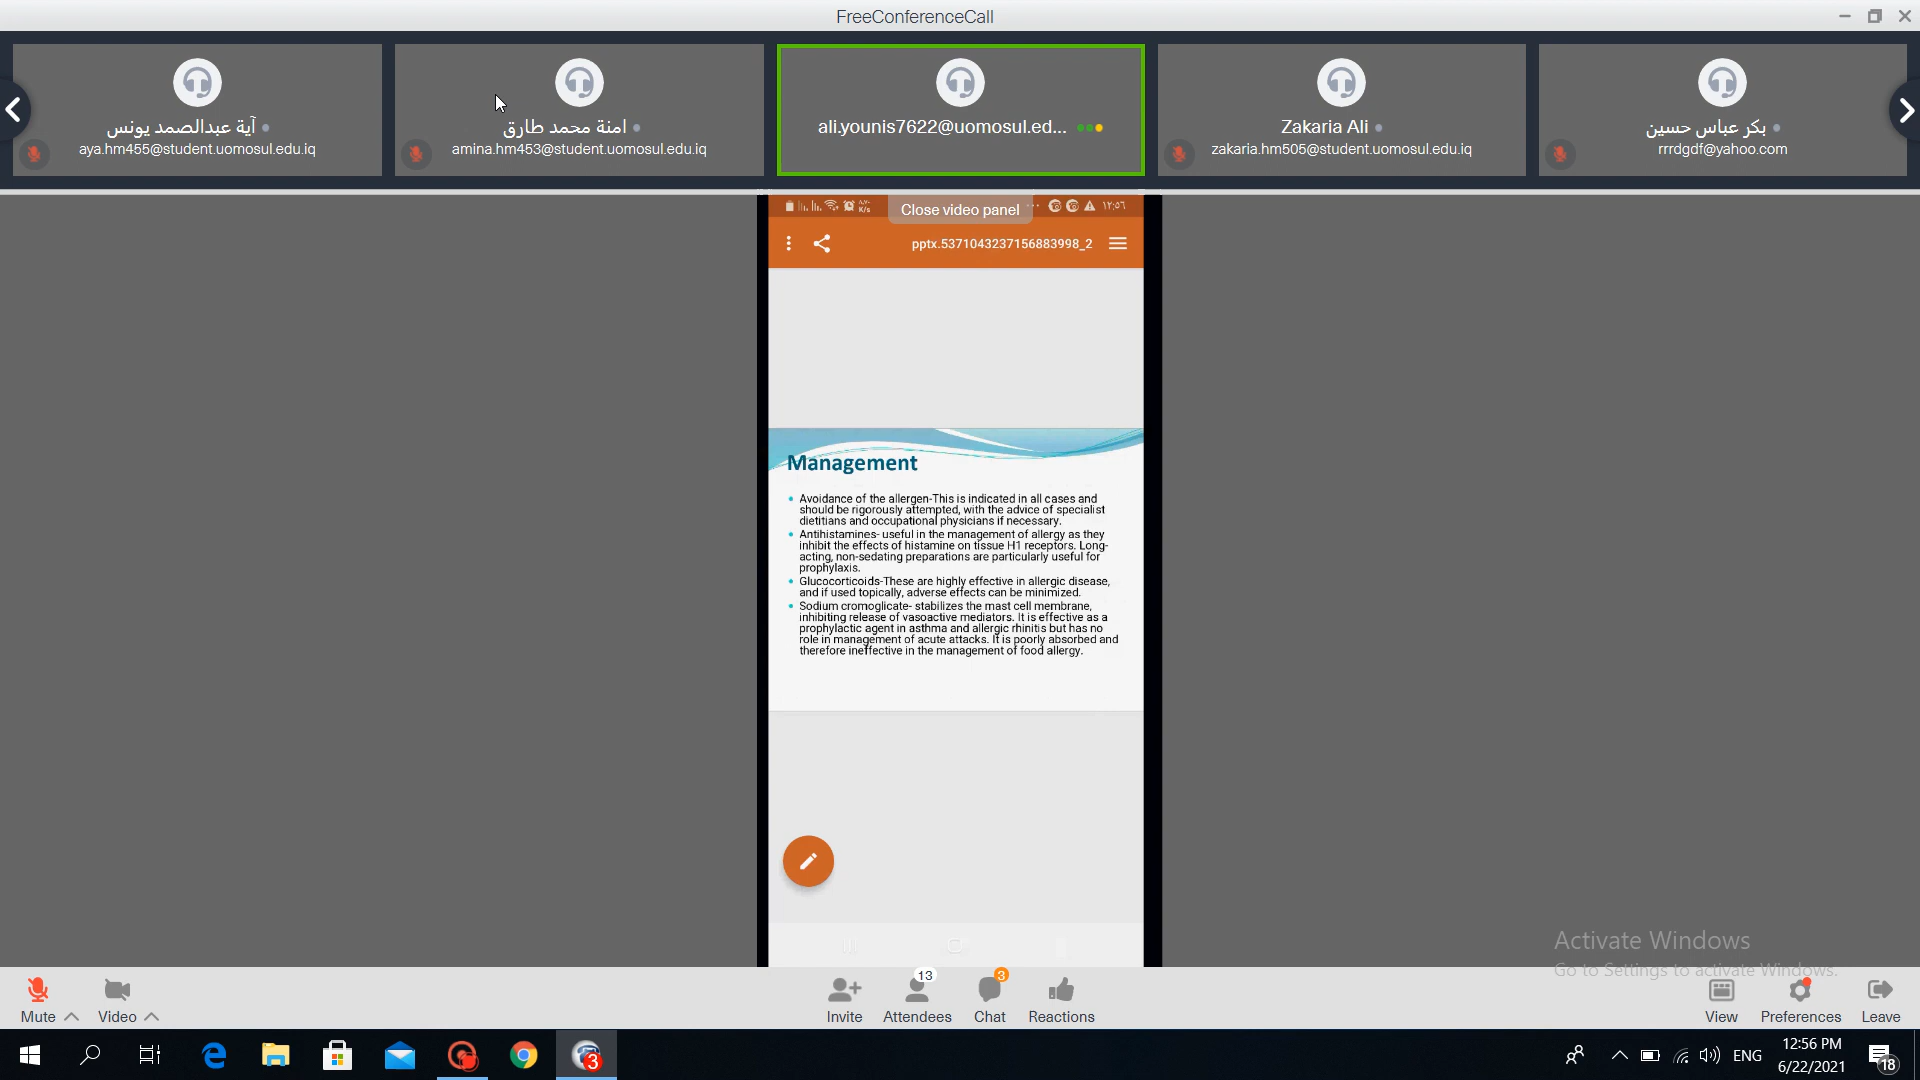 FreeConferenceCall
آية عبدالصمد يونس
aya.hm455@student.uomosul.edu.iq
امنة محمد طارق
amina.hm453@student.uomosul.edu.iq
ali.younis7622@uomosul.ed...
Zakaria Ali
zakaria.hm505@student.uomosul.edu.iq
بكر عباس حسين
rrrdgdf@yahoo.com
K/s
Close video panel
١٢:٥٦
pptx.5371043237156883998_2
Management
Avoidance of the allergen-This is indicated in all cases and
should be rigorously attempted, with the advice of specialist
dietitians and occupational physicians if necessary.
Antihistamines- useful in the management of allergy as they
inhibit the effects of histamine on tissue H1 receptors. Long-
acting, non-sedating preparations are particularly useful for
prophylaxis.
Glucocorticoids-These are highly effective in allergic disease,
and if used topically, adverse effects can be minimized.
Sodium cromoglicate- stabilizes the mast cell membrane,
inhibiting release of vasoactive mediators. It is effective as a
prophylactic agent in asthma and allergic rhinitis but has no
role in management of acute attacks. It is poorly absorbed and
therefore ineffective in the management of food allergy.
Activate Windows
Go to Settings to activate Windows.
Mute
Video
Invite
13
Attendees
3
Chat
Reactions
View
Preferences
Leave
3
ENG
12:56 PM
6/22/2021
18